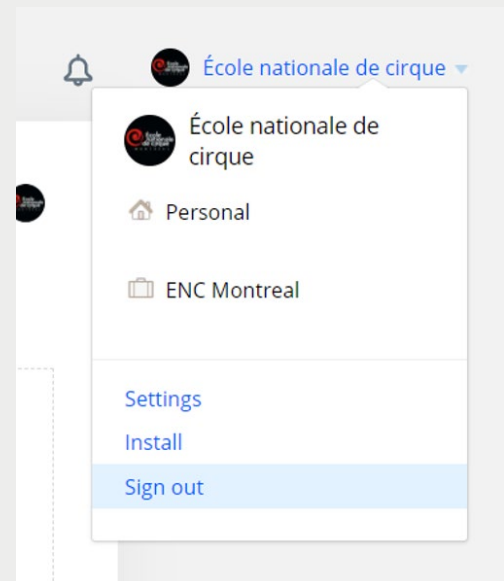 École nationale de cirque
École nationale de
cirque
Personal
ENC Montreal
Settings
Install
Sign out